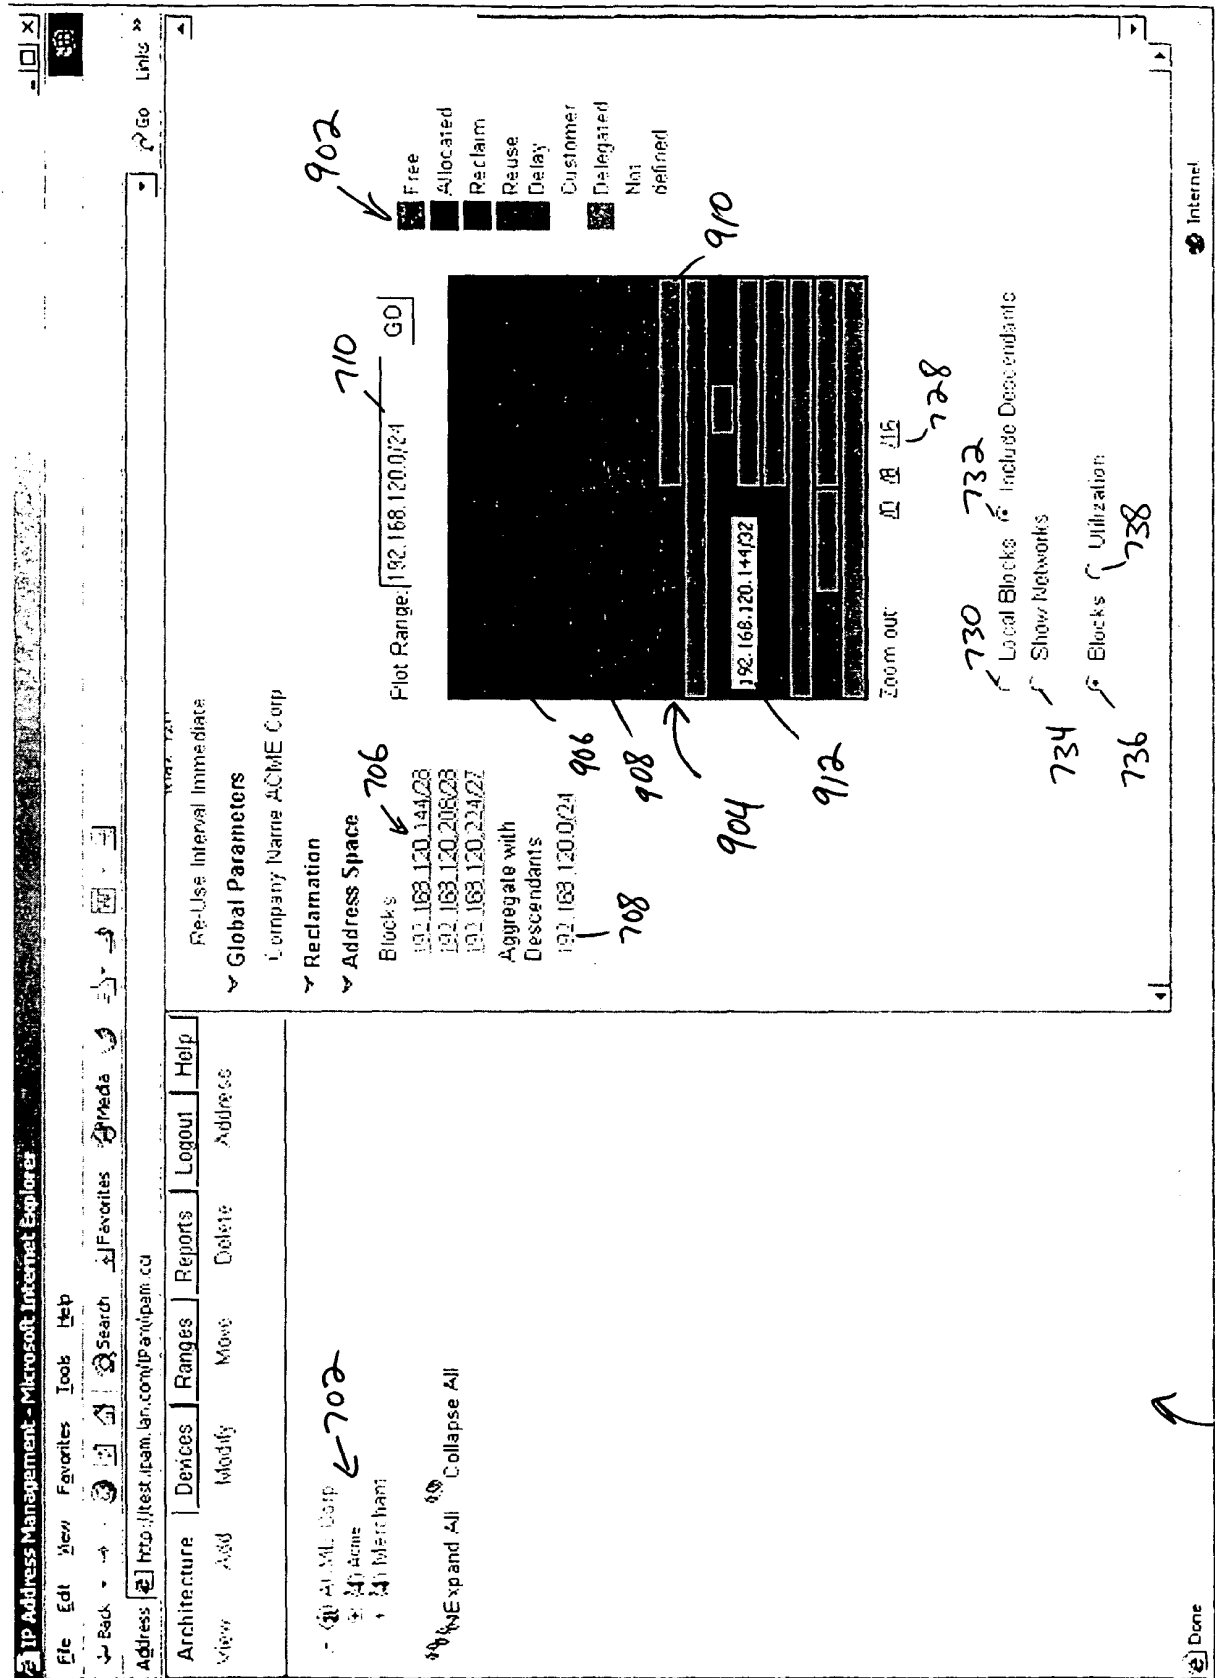 IP Address Management - Microsoft Internet Explorer
File Edit View Favorites Tools Help
Back Search Favorites Media
Address http://test.ipam.lan.com/IPam/ipam.cgi Go Links »
Architecture Devices Ranges Reports Logout Help
View Add Modify Move Delete Address
ACME Corp 702
Acme
Merchant
Expand All Collapse All
Re-Use Interval Immediate
Global Parameters
Company Name ACME Corp
Reclamation
Address Space
Blocks 706
192.168.120.144/28
192.168.120.208/28
192.168.120.224/27
Aggregate with
Descendants
192.168.120.0/24
708
Plot Range: 192.168.120.0/24 GO
710
902
Free
Allocated
Reclaim
Reuse
Delay
Customer
Delegated
Not
defined
906
908
904
910
912
192.168.120.144/32
Zoom out: /0 /8 /16
728
730
732
Local Blocks Include Descendants
734
Show Networks
736
Blocks Utilization
738
Done
Internet